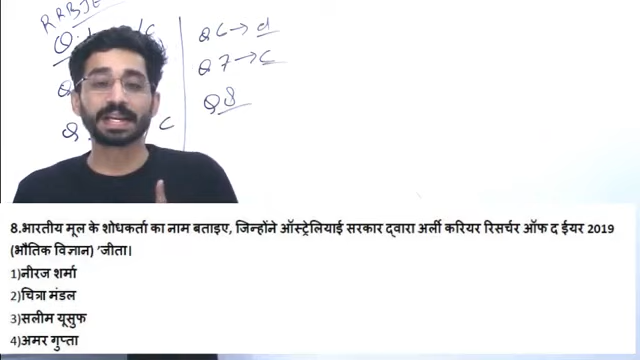 RRBJE
Q6 → d
Q7 → C
Q
Q8
Q C
8.भारतीय मूल के शोधकर्ता का नाम बताइए, जिन्होंने ऑस्ट्रेलियाई सरकार द्वारा अर्ली करियर रिसर्चर ऑफ द ईयर 2019
(भौतिक विज्ञान) 'जीता।
1)नीरज शर्मा
2)चित्रा मंडल
3)सलीम यूसुफ
4)अमर गुप्ता